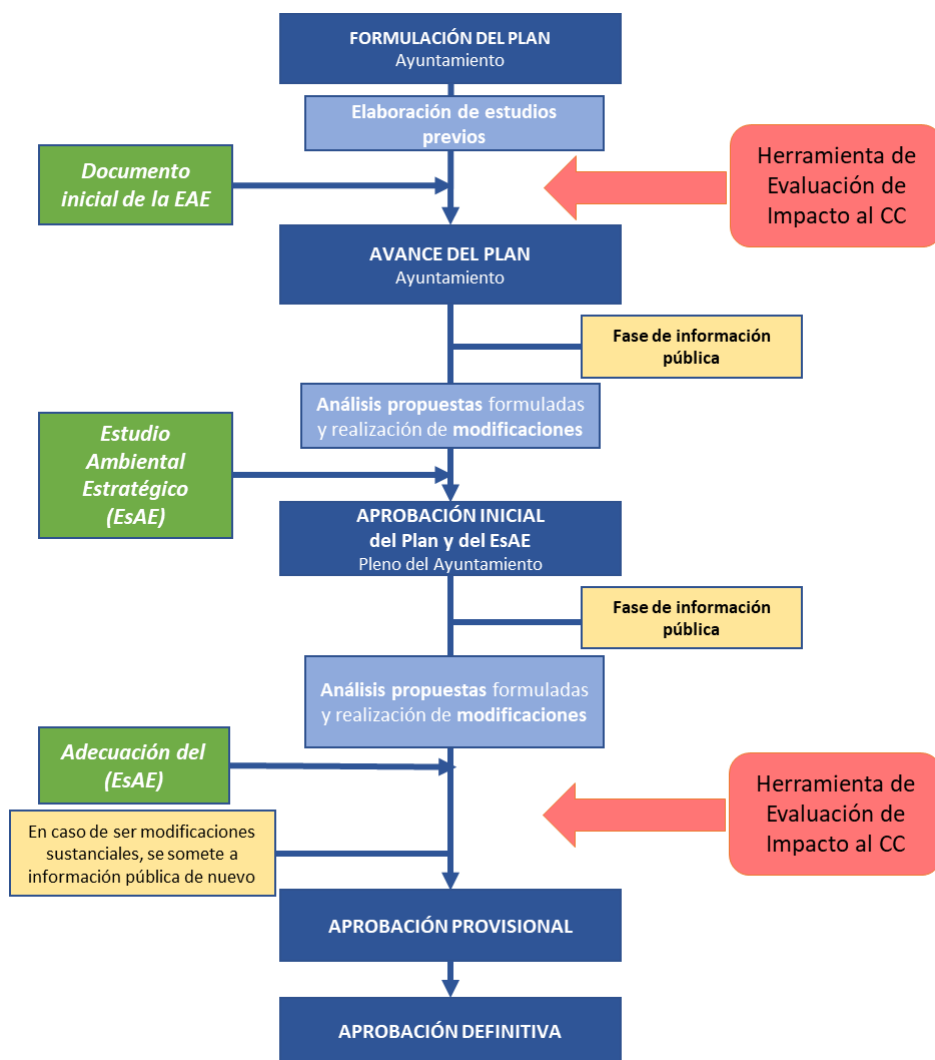 FORMULACIÓN DEL PLAN
Ayuntamiento
Elaboración de estudios
previos
Documento
inicial de la EAE
Herramienta de
Evaluación de
Impacto al CC
AVANCE DEL PLAN
Ayuntamiento
Fase de información
pública
Análisis propuestas formuladas
y realización de modificaciones
Estudio
Ambiental
Estratégico
(EsAE)
APROBACIÓN INICIAL
del Plan y del EsAE
Pleno del Ayuntamiento
Fase de información
pública
Análisis propuestas formuladas
y realización de modificaciones
Adecuación del
(EsAE)
Herramienta de
Evaluación de
Impacto al CC
En caso de ser modificaciones
sustanciales, se somete a
información pública de nuevo
APROBACIÓN PROVISIONAL
APROBACIÓN DEFINITIVA